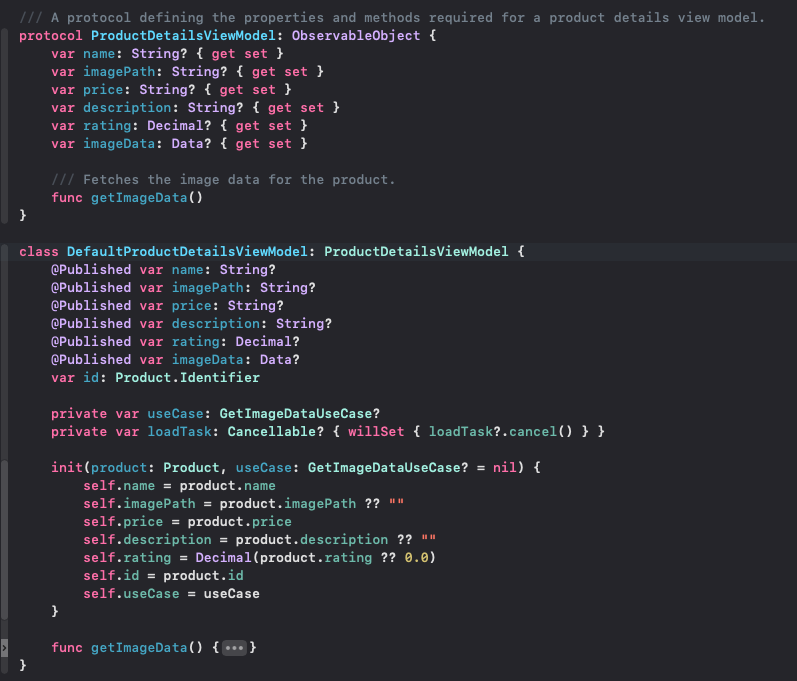 /// A protocol defining the properties and methods required for a product details view model.
protocol ProductDetailsViewModel: ObservableObject {
    var name: String? { get set }
    var imagePath: String? { get set }
    var price: String? { get set }
    var description: String? { get set }
    var rating: Decimal? { get set }
    var imageData: Data? { get set }

    /// Fetches the image data for the product.
    func getImageData()
}

class DefaultProductDetailsViewModel: ProductDetailsViewModel {
    @Published var name: String?
    @Published var imagePath: String?
    @Published var price: String?
    @Published var description: String?
    @Published var rating: Decimal?
    @Published var imageData: Data?
    var id: Product.Identifier

    private var useCase: GetImageDataUseCase?
    private var loadTask: Cancellable? { willSet { loadTask?.cancel() } }

    init(product: Product, useCase: GetImageDataUseCase? = nil) {
        self.name = product.name
        self.imagePath = product.imagePath ?? ""
        self.price = product.price
        self.description = product.description ?? ""
        self.rating = Decimal(product.rating ?? 0.0)
        self.id = product.id
        self.useCase = useCase
    }

    func getImageData() {•••}
}